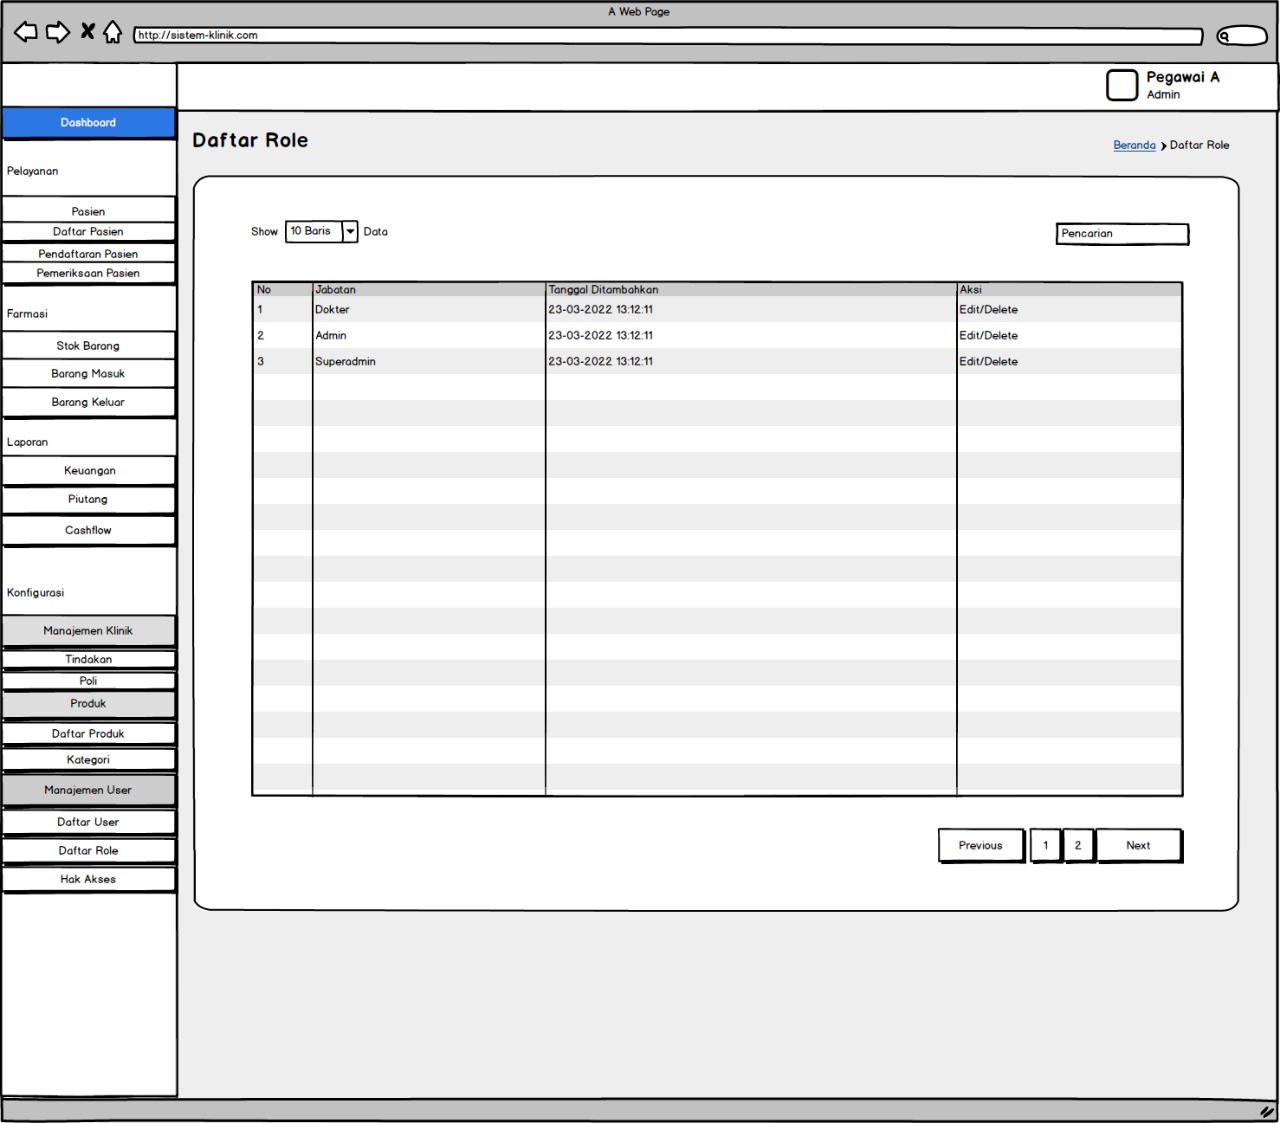 A Web Page
http://sistem-klinik.com
Pegawai A
Admin
Dashboard
Pelayanan
Pasien
Daftar Pasien
Pendaftaran Pasien
Pemeriksaan Pasien
Farmasi
Stok Barang
Barang Masuk
Barang Keluar
Laporan
Keuangan
Piutang
Cashflow
Konfigurasi
Manajemen Klinik
Tindakan
Poli
Produk
Daftar Produk
Kategori
Manajemen User
Daftar User
Daftar Role
Hak Akses
Daftar Role
Beranda > Daftar Role
Show 10 Baris Data
Pencarian
No Jabatan Tanggal Ditambahkan Aksi
1 Dokter 23-03-2022 13:12:11 Edit/Delete
2 Admin 23-03-2022 13:12:11 Edit/Delete
3 Superadmin 23-03-2022 13:12:11 Edit/Delete
Previous 1 2 Next